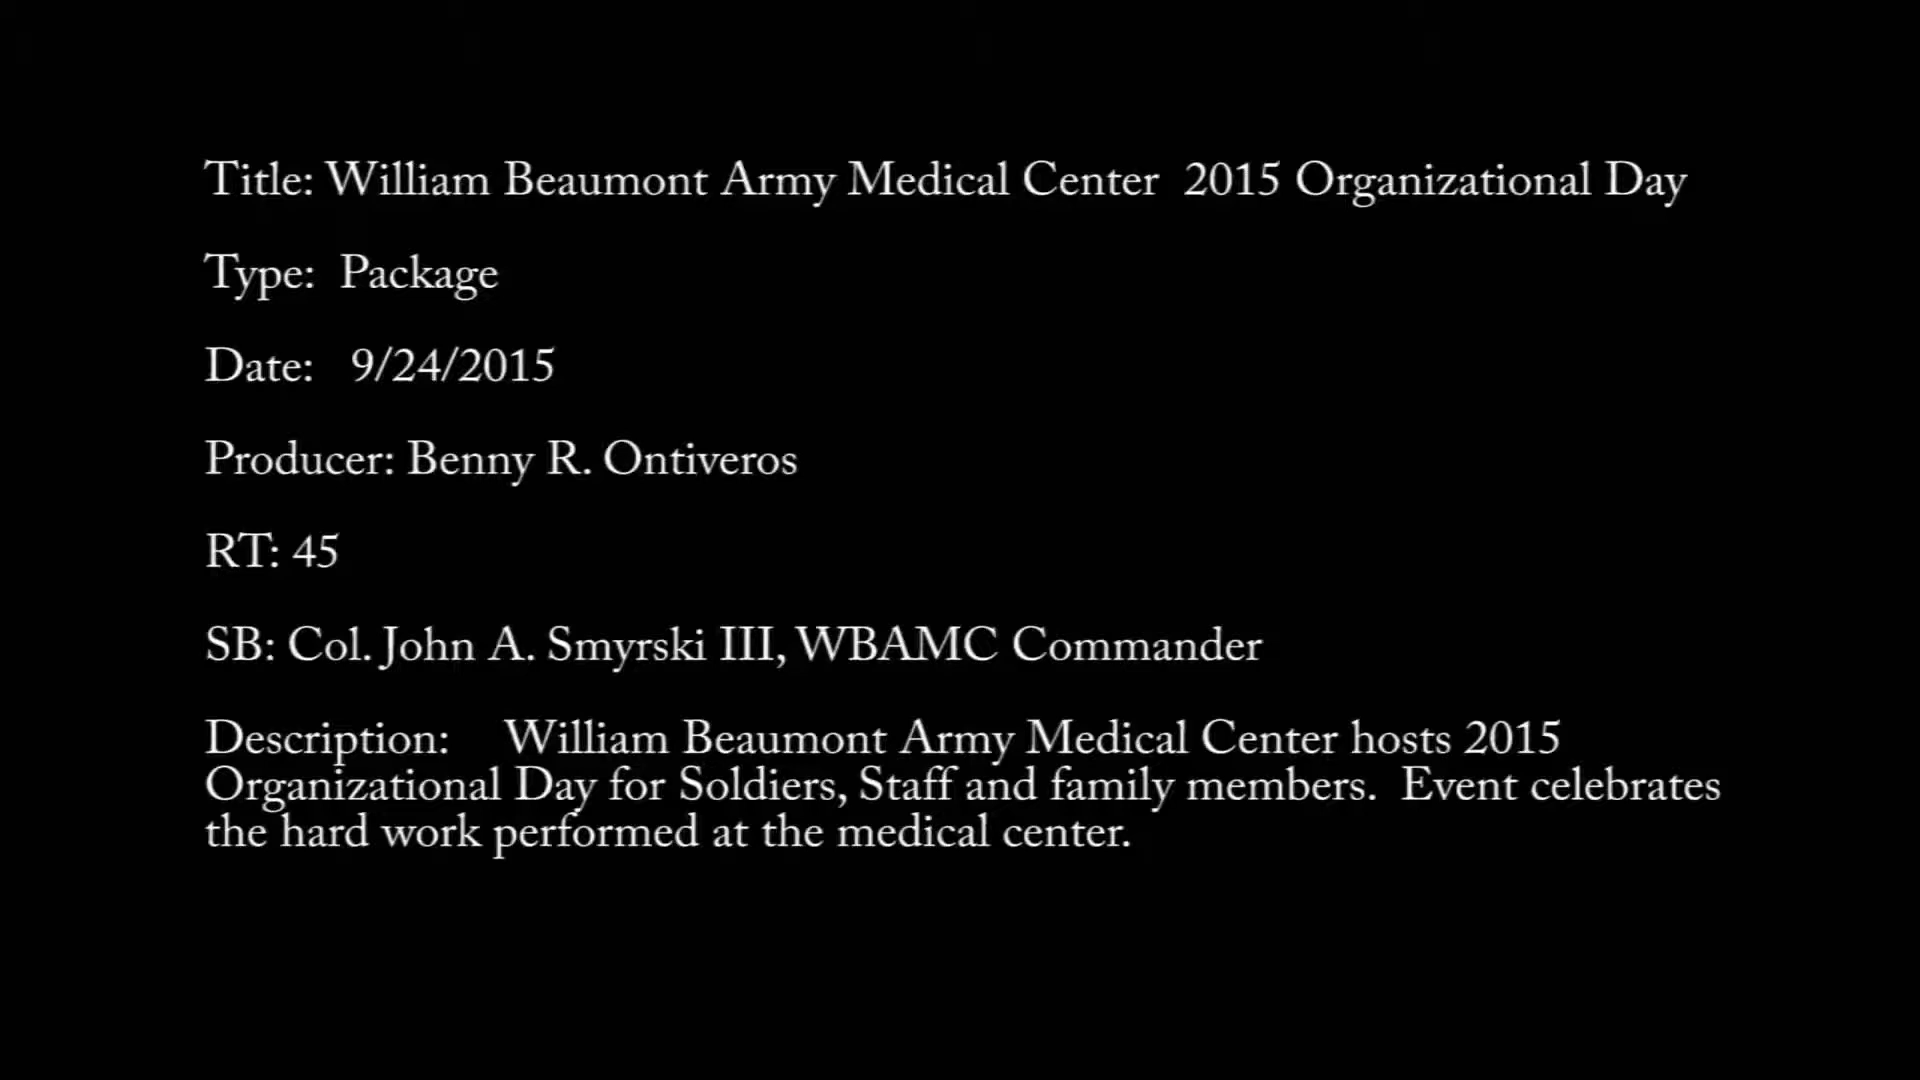 Title: William Beaumont Army Medical Center  2015 Organizational Day
Type:  Package
Date:   9/24/2015
Producer: Benny R. Ontiveros
RT: 45
SB: Col. John A. Smyrski III, WBAMC Commander
Description:     William Beaumont Army Medical Center hosts 2015
Organizational Day for Soldiers, Staff and family members.  Event celebrates
the hard work performed at the medical center.